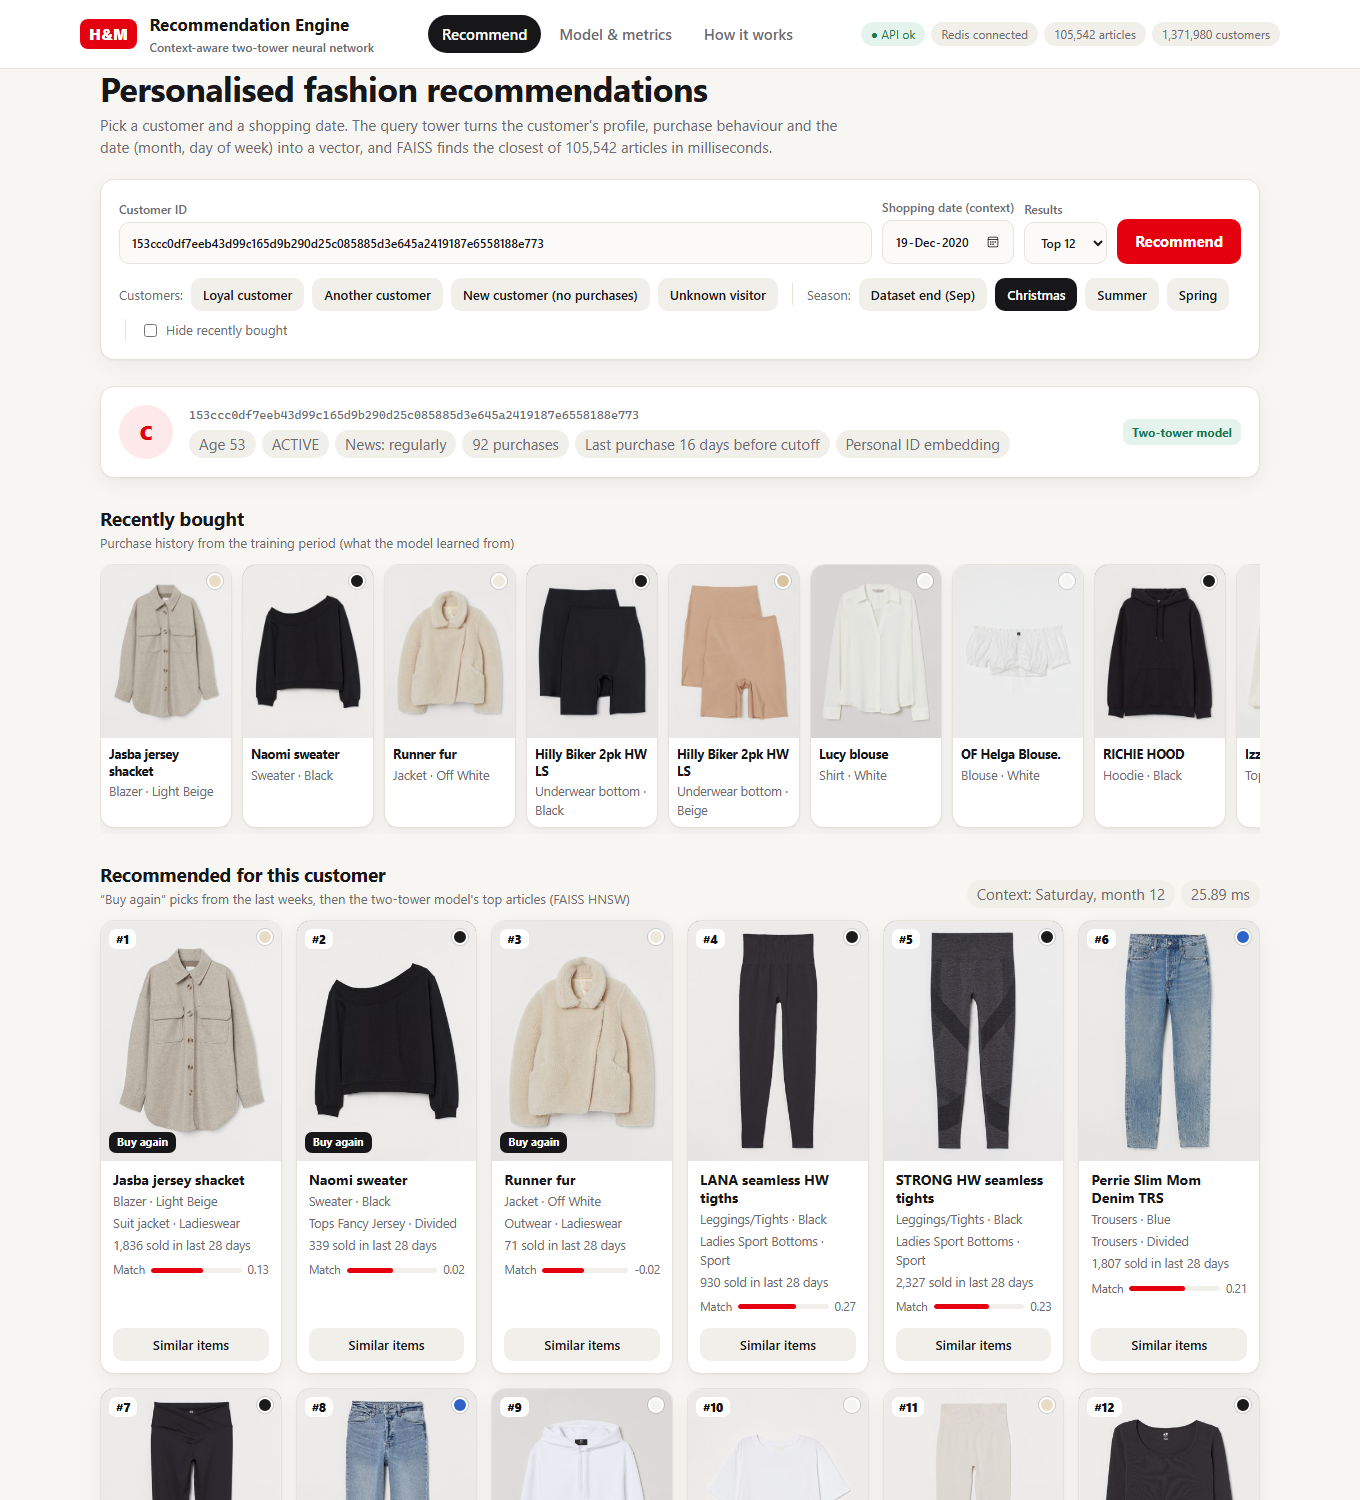 H&M
Recommendation Engine
Context-aware two-tower neural network
Recommend
Model & metrics
How it works
● API ok
Redis connected
105,542 articles
1,371,980 customers
Personalised fashion recommendations
Pick a customer and a shopping date. The query tower turns the customer's profile, purchase behaviour and the
date (month, day of week) into a vector, and FAISS finds the closest of 105,542 articles in milliseconds.
Customer ID
Shopping date (context)
Results
153ccc0df7eeb43d99c165d9b290d25c085885d3e645a2419187e6558188e773
19-Dec-2020
Top 12
Recommend
Customers:
Loyal customer
Another customer
New customer (no purchases)
Unknown visitor
Season:
Dataset end (Sep)
Christmas
Summer
Spring
Hide recently bought
C
153ccc0df7eeb43d99c165d9b290d25c085885d3e645a2419187e6558188e773
Age 53
ACTIVE
News: regularly
92 purchases
Last purchase 16 days before cutoff
Personal ID embedding
Two-tower model
Recently bought
Purchase history from the training period (what the model learned from)
Jasba jersey
shacket
Blazer · Light Beige
Naomi sweater
Sweater · Black
Runner fur
Jacket · Off White
Hilly Biker 2pk HW
LS
Underwear bottom ·
Black
Hilly Biker 2pk HW
LS
Underwear bottom ·
Beige
Lucy blouse
Shirt · White
OF Helga Blouse.
Blouse · White
RICHIE HOOD
Hoodie · Black
Izz
Top
Recommended for this customer
"Buy again" picks from the last weeks, then the two-tower model's top articles (FAISS HNSW)
Context: Saturday, month 12
25.89 ms
#1
Buy again
Jasba jersey shacket
Blazer · Light Beige
Suit jacket · Ladieswear
1,836 sold in last 28 days
Match 0.13
Similar items
#2
Buy again
Naomi sweater
Sweater · Black
Tops Fancy Jersey · Divided
339 sold in last 28 days
Match 0.02
Similar items
#3
Buy again
Runner fur
Jacket · Off White
Outwear · Ladieswear
71 sold in last 28 days
Match -0.02
Similar items
#4
LANA seamless HW
tigths
Leggings/Tights · Black
Ladies Sport Bottoms ·
Sport
930 sold in last 28 days
Match 0.27
Similar items
#5
STRONG HW seamless
tights
Leggings/Tights · Black
Ladies Sport Bottoms ·
Sport
2,327 sold in last 28 days
Match 0.23
Similar items
#6
Perrie Slim Mom
Denim TRS
Trousers · Blue
Trousers · Divided
1,807 sold in last 28 days
Match 0.21
Similar items
#7
#8
#9
#10
#11
#12